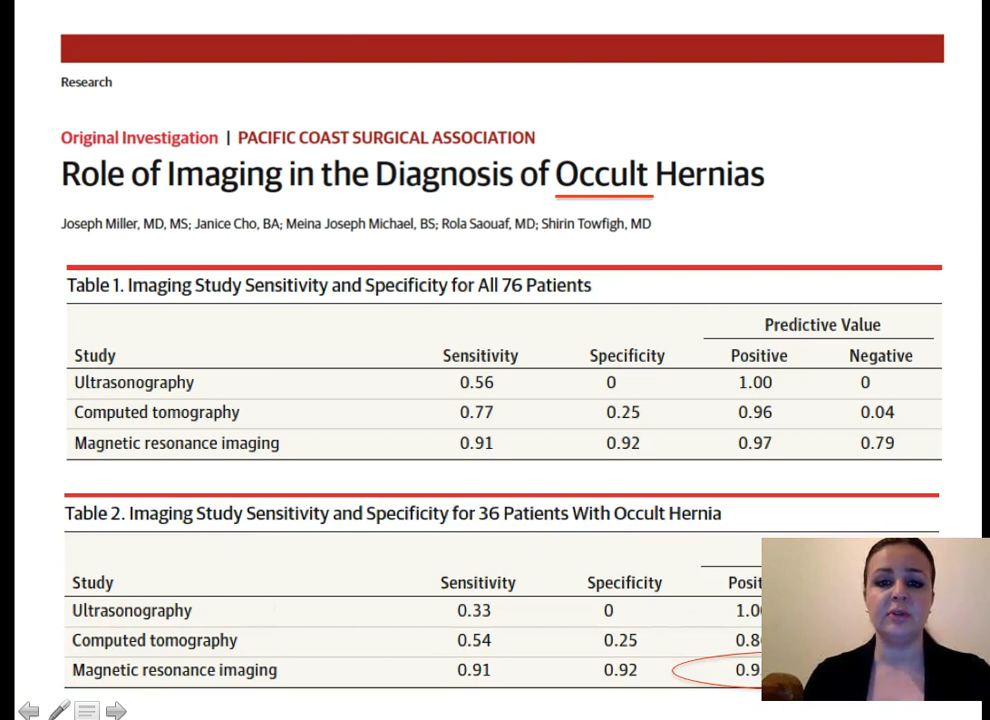 Research
Original Investigation | PACIFIC COAST SURGICAL ASSOCIATION
Role of Imaging in the Diagnosis of Occult Hernias
Joseph Miller, MD, MS; Janice Cho, BA; Meina Joseph Michael, BS; Rola Saouaf, MD; Shirin Towfigh, MD
Table 1. Imaging Study Sensitivity and Specificity for All 76 Patients
Predictive Value
Study Sensitivity Specificity Positive Negative
Ultrasonography 0.56 0 1.00 0
Computed tomography 0.77 0.25 0.96 0.04
Magnetic resonance imaging 0.91 0.92 0.97 0.79
Table 2. Imaging Study Sensitivity and Specificity for 36 Patients With Occult Hernia
Study Sensitivity Specificity
Ultrasonography 0.33 0
Computed tomography 0.54 0.25
Magnetic resonance imaging 0.91 0.92